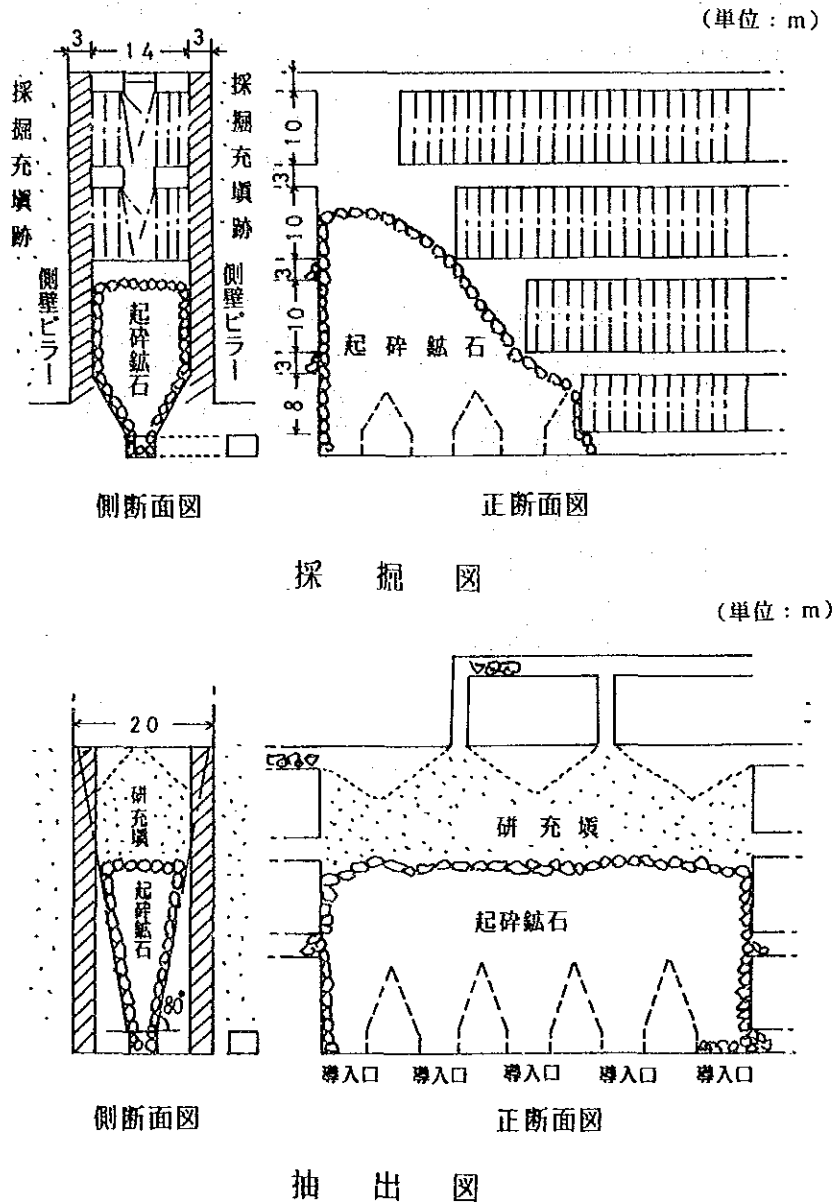 (単位：m)
3 14 3
採掘充塡跡
採掘充塡跡
側壁ピラー
側壁ピラー
起砕鉱石
10
3
10
3
10
3
8
起砕鉱石
側断面図
正断面図
採掘図
(単位：m)
20
研充塡
起砕鉱石
80°
研充塡
起砕鉱石
導入口 導入口 導入口 導入口 導入口
側断面図
正断面図
抽出図